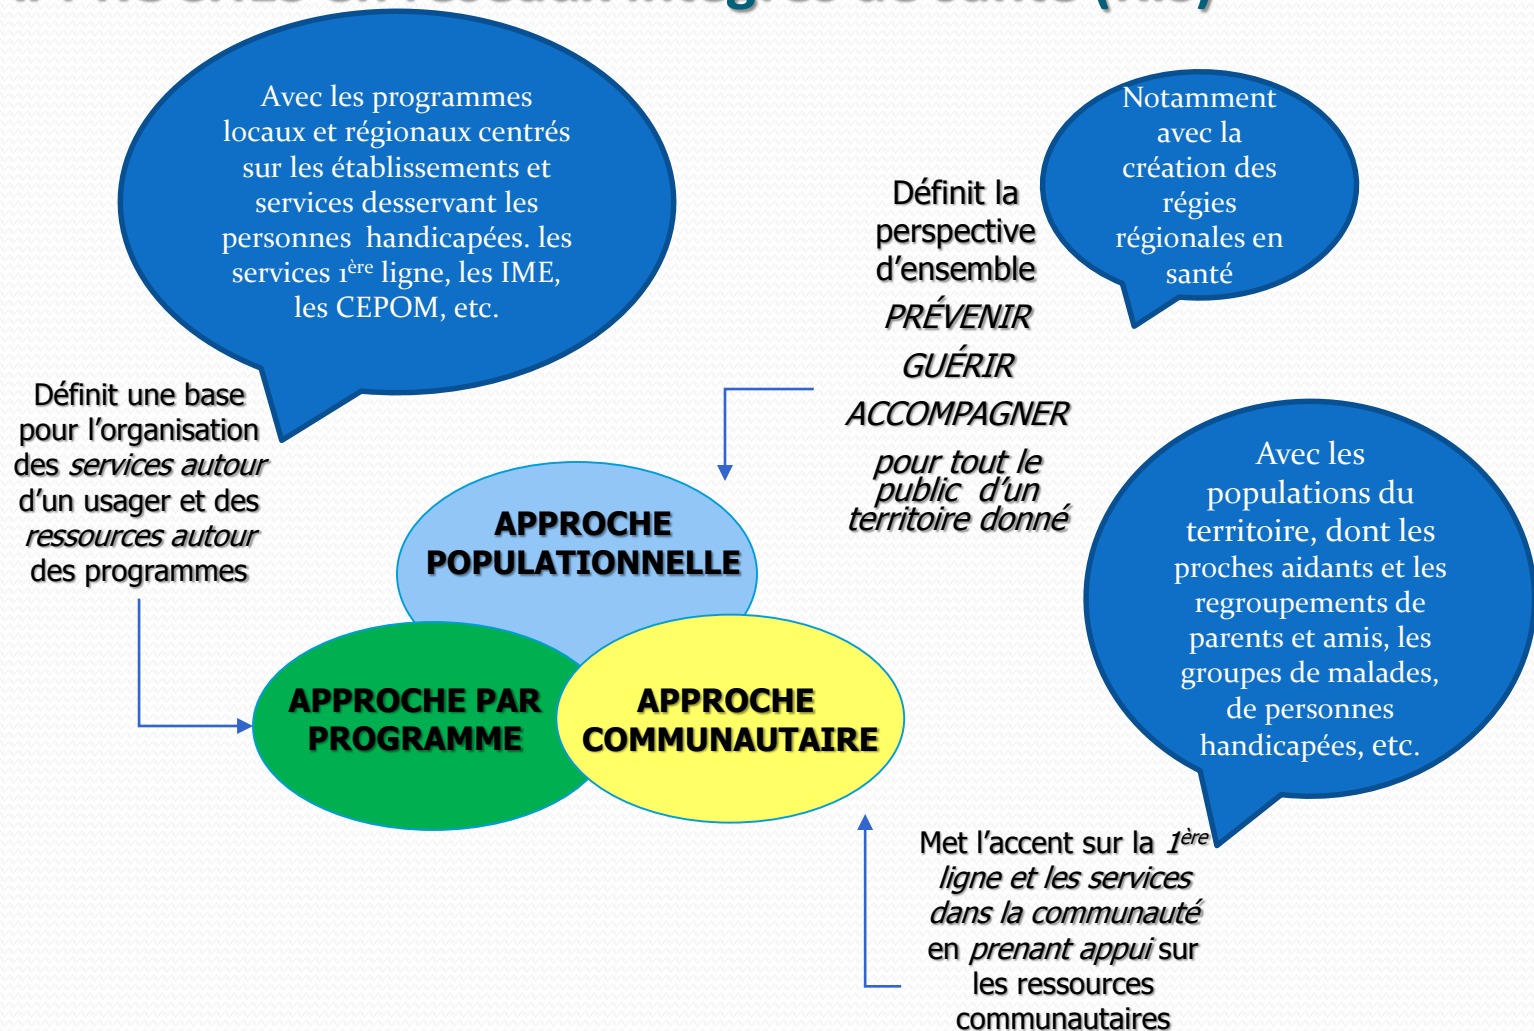 en réseaux intégrés de santé (RIS)
Avec les programmes
locaux et régionaux centrés
sur les établissements et
services desservant les
personnes handicapées. les
services 1ère ligne, les IME,
les CEPOM, etc.
Notamment
avec la
création des
régies
régionales en
santé
Définit la
perspective
d’ensemble
PRÉVENIR
GUÉRIR
ACCOMPAGNER
pour tout le
public d’un
territoire donné
Définit une base
pour l’organisation
des services autour
d’un usager et des
ressources autour
des programmes
Avec les
populations du
territoire, dont les
proches aidants et les
regroupements de
parents et amis, les
groupes de malades,
de personnes
handicapées, etc.
APPROCHE
POPULATIONNELLE
APPROCHE PAR
PROGRAMME
APPROCHE
COMMUNAUTAIRE
Met l’accent sur la 1ère
ligne et les services
dans la communauté
en prenant appui sur
les ressources
communautaires